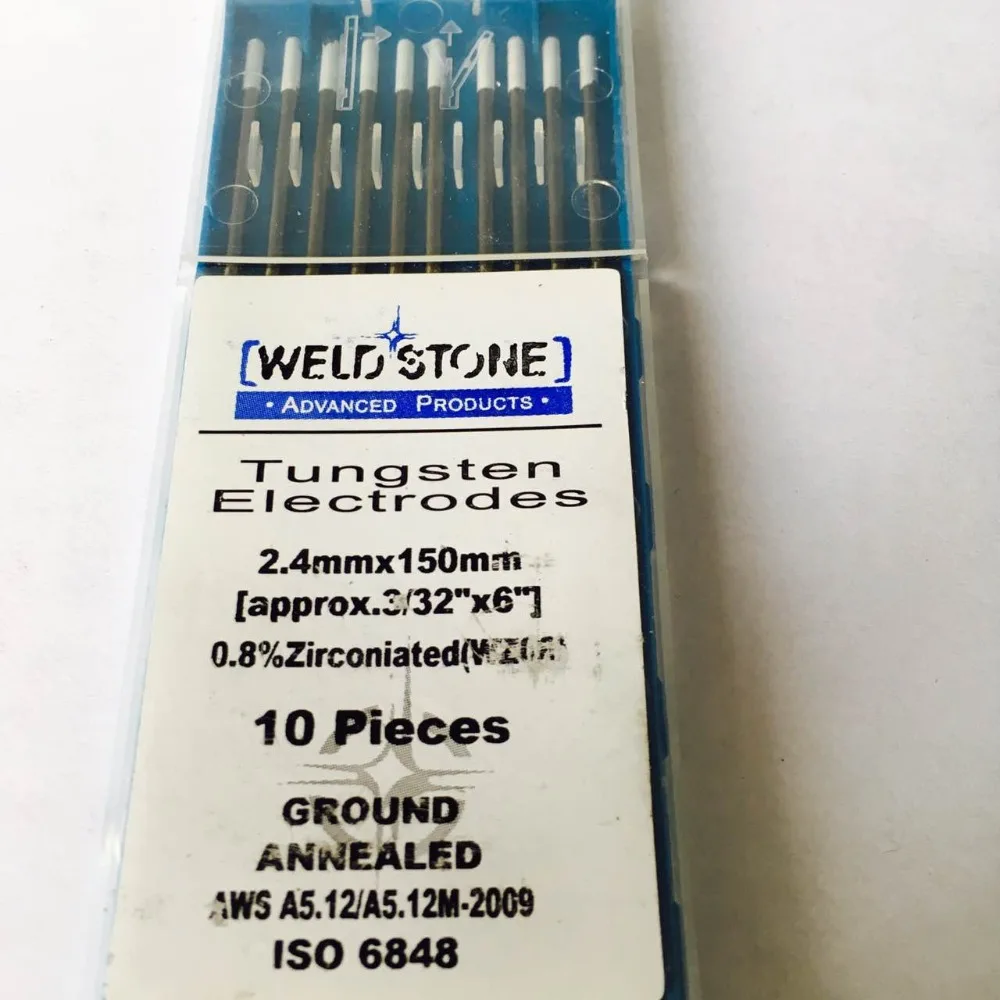 [WELD STONE]
• ADVANCED PRODUCTS •
Tungsten
Electrodes
2.4mmx150mm
[approx.3/32"x6"]
0.8%Zirconiated
10 Pieces
GROUND
ANNEALED
AWS A5.12/A5.12M-2009
ISO 6848